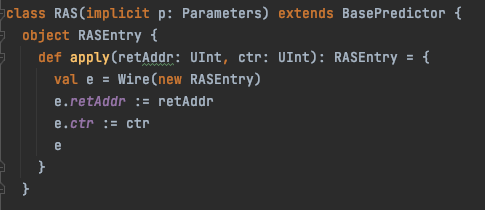 class RAS(implicit p: Parameters) extends BasePredictor {
  object RASEntry {
    def apply(retAddr: UInt, ctr: UInt): RASEntry = {
      val e = Wire(new RASEntry)
      e.retAddr := retAddr
      e.ctr := ctr
      e
    }
  }